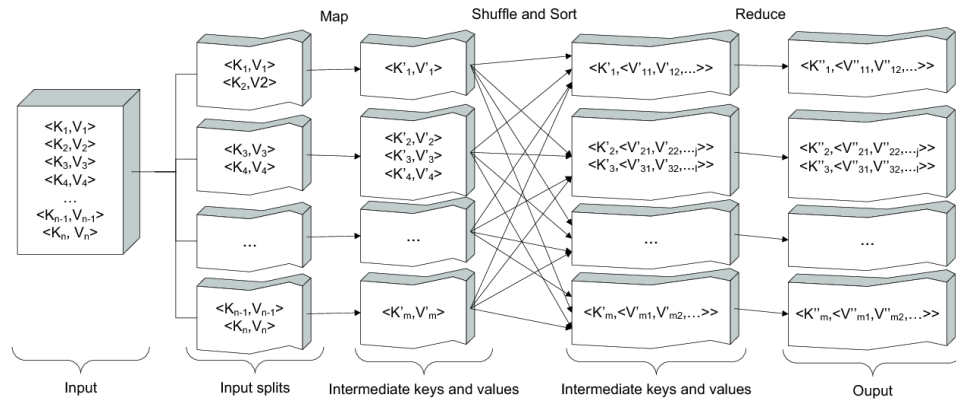 Map
Shuffle and Sort
Reduce
<K₁,V₁>
<K₂,V₂>
<K₃,V₃>
<K₄,V₄>
...
<Kₙ₋₁,Vₙ₋₁>
<Kₙ, Vₙ>
<K₁,V₁>
<K₂,V2>
<K₃,V₃>
<K₄,V₄>
...
<Kₙ₋₁,Vₙ₋₁>
<Kₙ,Vₙ>
<K'₁,V'₁>
<K'₂,V'₂>
<K'₃,V'₃>
<K'₄,V'₄>
...
<K'ₘ,V'ₘ>
<K'₁,<V'₁₁,V'₁₂,...>>
<K'₂,<V'₂₁,V'₂₂,...ⱼ>>
<K'₃,<V'₃₁,V'₃₂,...ᵢ>>
...
<K'ₘ,<V'ₘ₁,V'ₘ₂,...>>
<K''₁,<V''₁₁,V''₁₂,...>>
<K''₂,<V''₂₁,V''₂₂,...ⱼ>>
<K''₃,<V''₃₁,V''₃₂,...ₗ>>
...
<K''ₘ,<V''ₘ₁,V''ₘ₂,...>>
Input
Input splits
Intermediate keys and values
Intermediate keys and values
Ouput